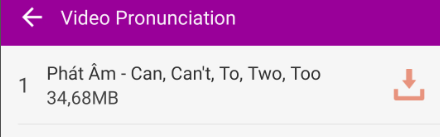 Video Pronunciation
1 Phát Âm - Can, Can't, To, Two, Too
34,68MB